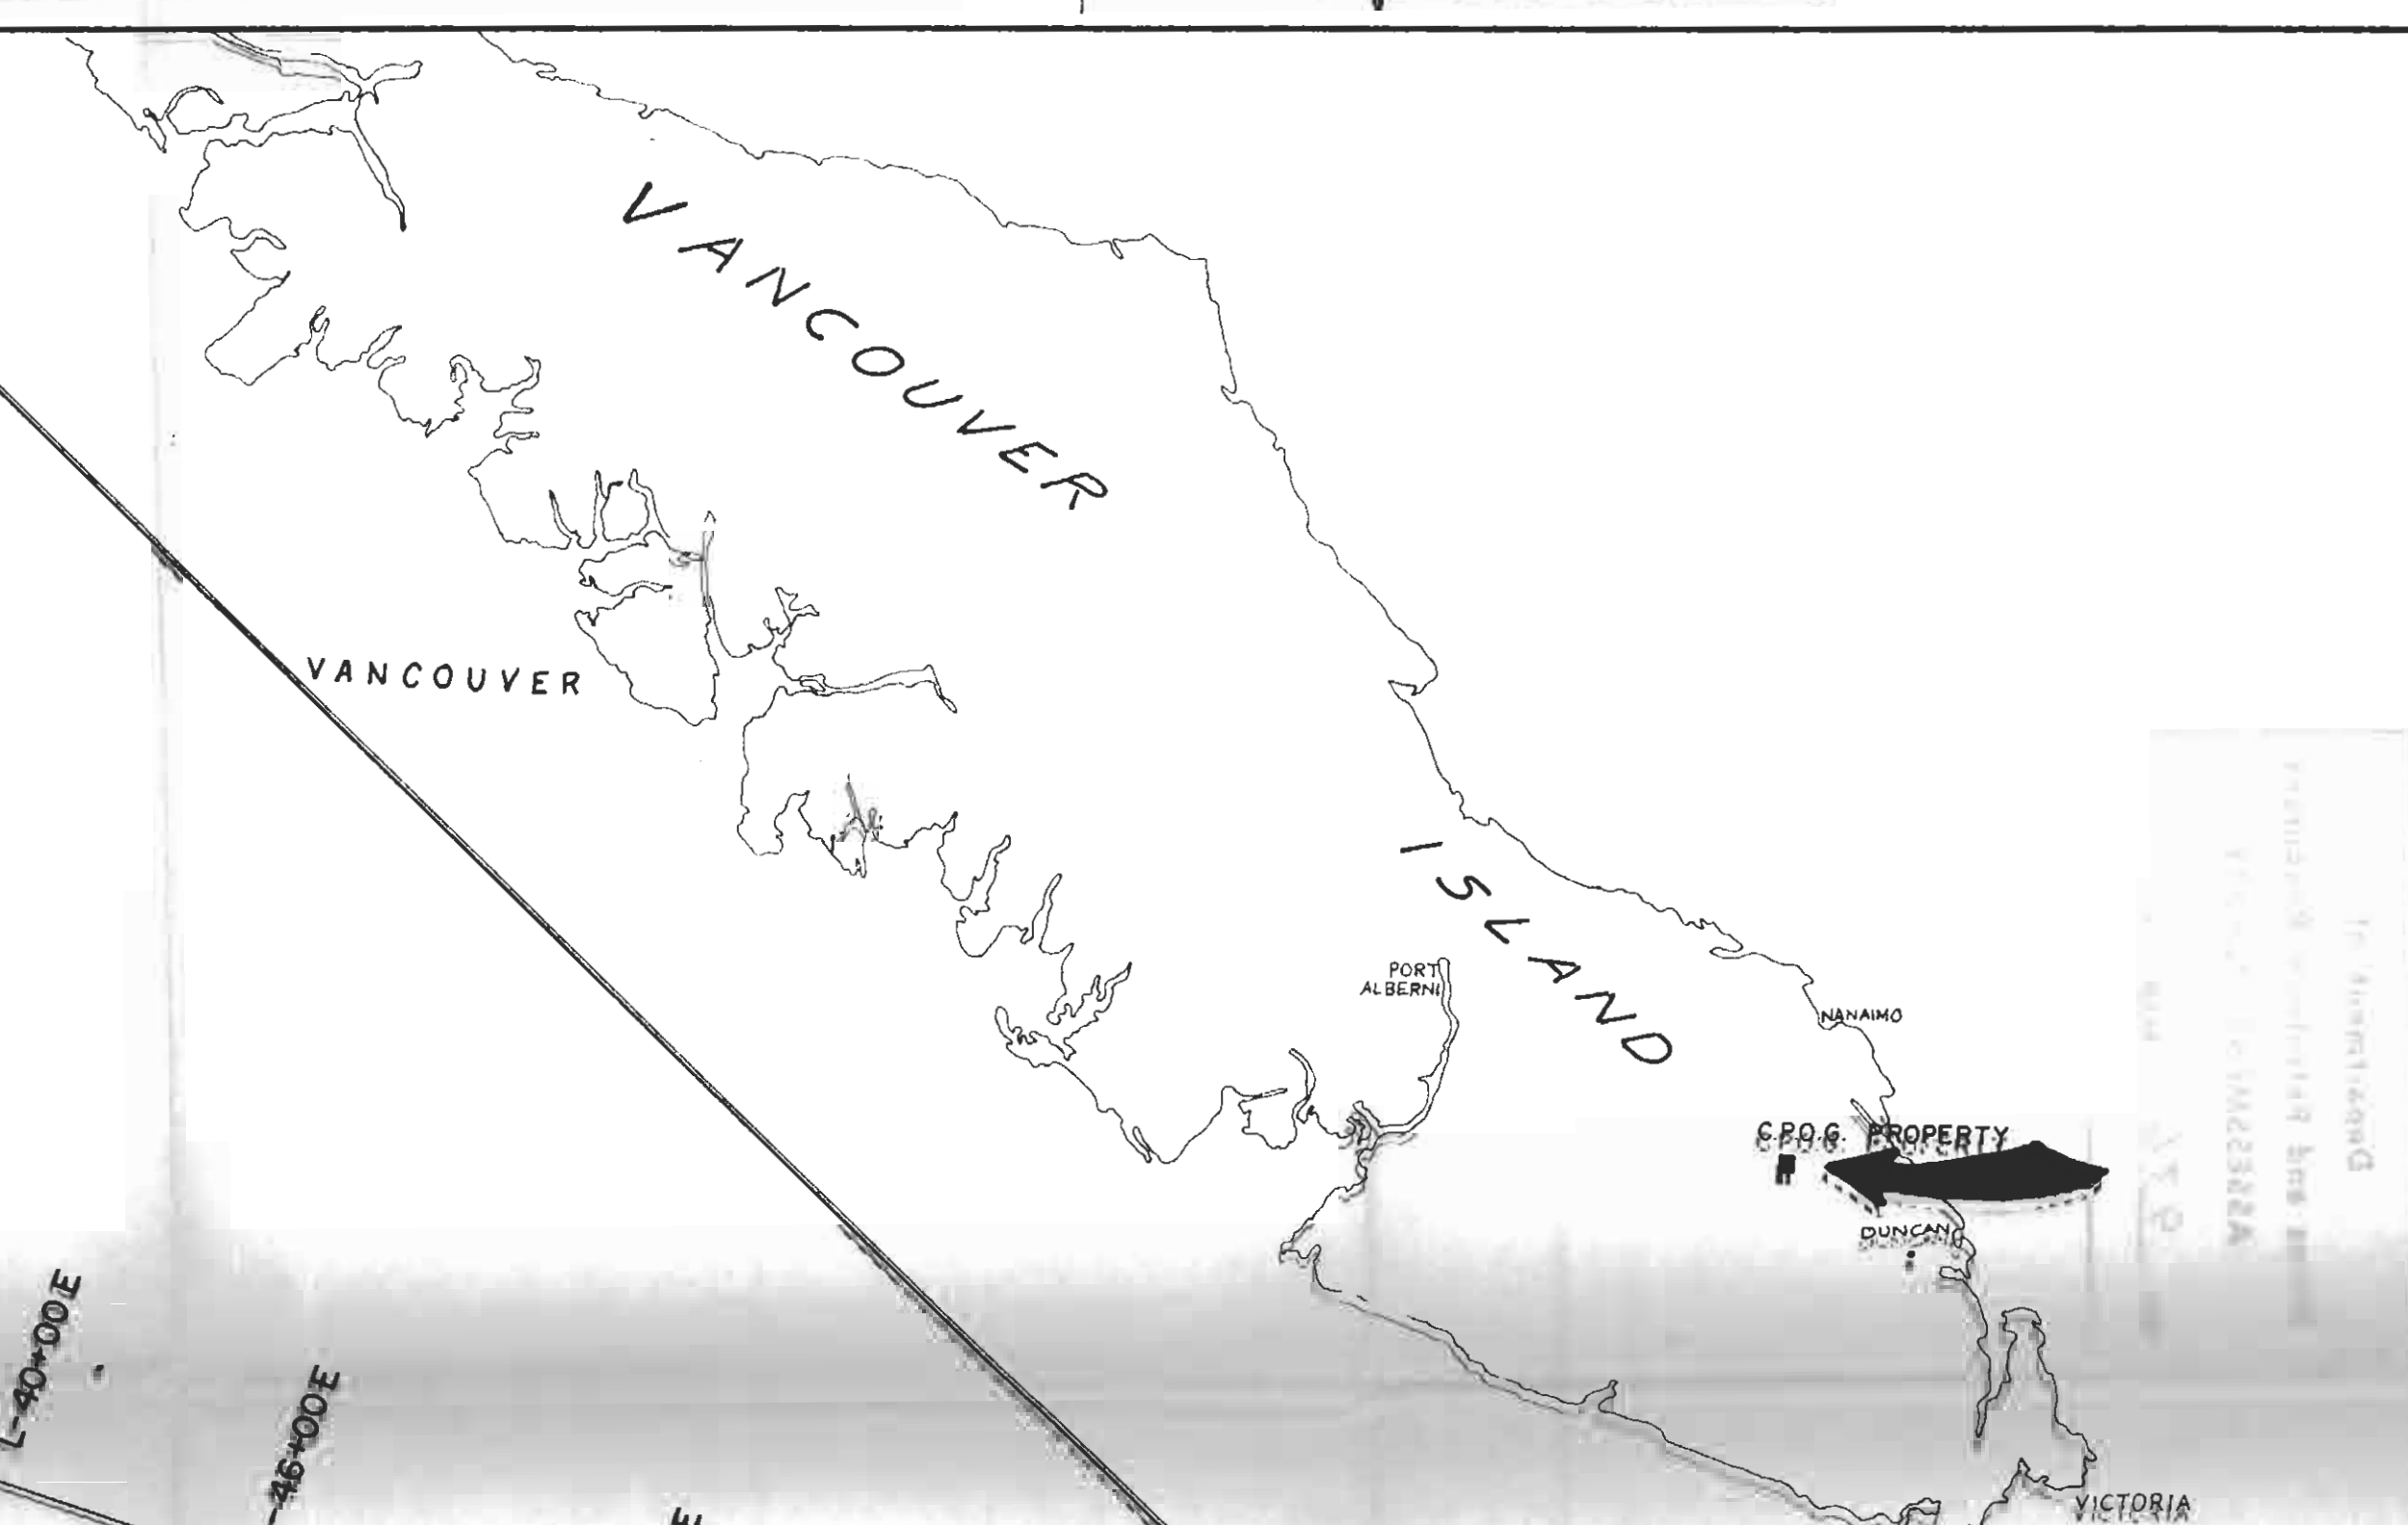 VANCOUVER
VANCOUVER
ISLAND
PORT
ALBERNI
NANAIMO
C.P.O.G. PROPERTY
DUNCAN
L-40+00E
-46+00E
VICTORIA